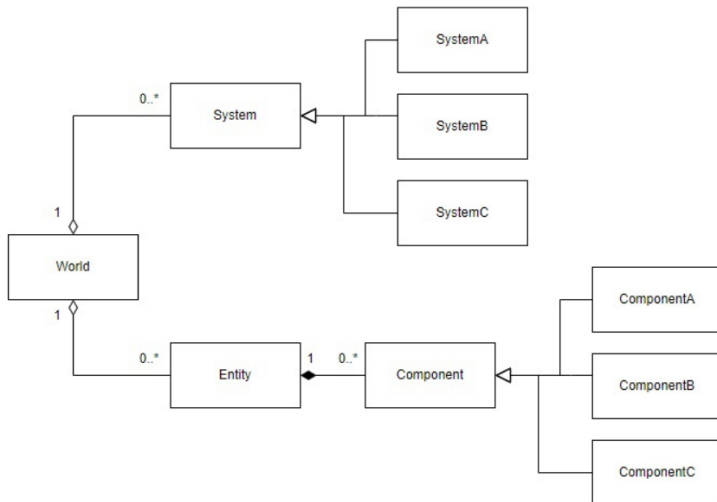 SystemA
0..*
System
SystemB
SystemC
1
World
1
ComponentA
0..*
Entity
1
0..*
Component
ComponentB
ComponentC